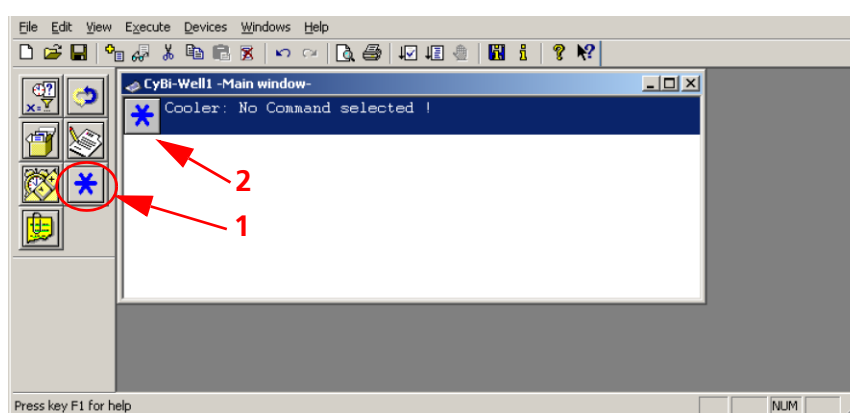 File Edit View Execute Devices Windows Help
CyBi-Well1 -Main window-
Cooler: No Command selected !
2
1
Press key F1 for help
NUM